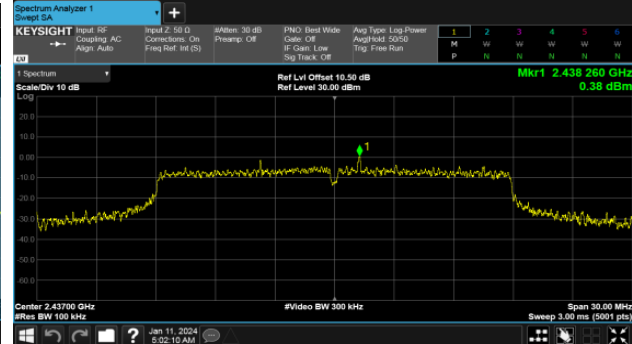 Spectrum Analyzer 1
Swept SA
+
KEYSIGHT Input: RF Input Z: 50 Ω #Atten: 30 dB PNO: Best Wide Avg Type: Log-Power 1 2 3 4 5 6
Coupling: AC Corrections: On Preamp: Off Gate: Off Avg|Hold: 50/50 M W W W W W
Align: Auto Freq Ref: Int (S) IF Gain: Low Trig: Free Run
Sig Track: Off P N N N N N
LXI
1 Spectrum
Ref Lvl Offset 10.50 dB Mkr1 2.438 260 GHz
Scale/Div 10 dB Ref Level 30.00 dBm 0.38 dBm
Log
20.0
10.0
0.00
1
-10.0
-20.0
-30.0
-40.0
-50.0
-60.0
Center 2.43700 GHz #Video BW 300 kHz Span 30.00 MHz
#Res BW 100 kHz Sweep 3.00 ms (5001 pts)
? Jan 11, 2024
5:02:10 AM